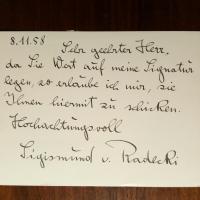 8.11.58
Sehr geehrter Herr,
da Sie Wert auf meine Signatur
legen, so erlaube ich mir, sie
Ihnen hiermit zu schicken.
Hochachtungsvoll
Sigismund v. Radecki